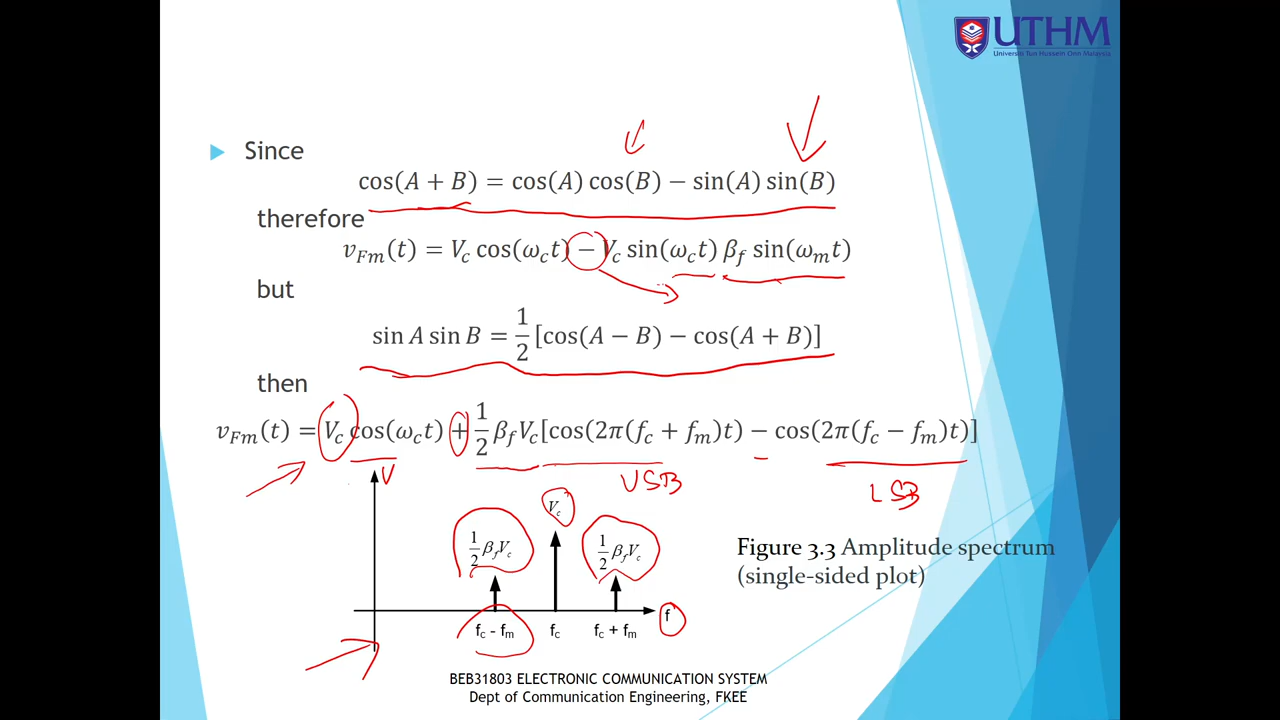 UTHM
Universiti Tun Hussein Onn Malaysia
Since
cos(A + B) = cos(A) cos(B) − sin(A) sin(B)
therefore
v_Fm(t) = V_c cos(ω_c t) − V_c sin(ω_c t) β_f sin(ω_m t)
but
sin A sin B = 1/2 [cos(A − B) − cos(A + B)]
then
v_Fm(t) = V_c cos(ω_c t) + 1/2 β_f V_c [cos(2π(f_c + f_m)t) − cos(2π(f_c − f_m)t)]
V
USB
LSB
V_c
1/2 β_f V_c
1/2 β_f V_c
Figure 3.3 Amplitude spectrum
(single-sided plot)
f
f_c - f_m
f_c
f_c + f_m
BEB31803 ELECTRONIC COMMUNICATION SYSTEM
Dept of Communication Engineering, FKEE